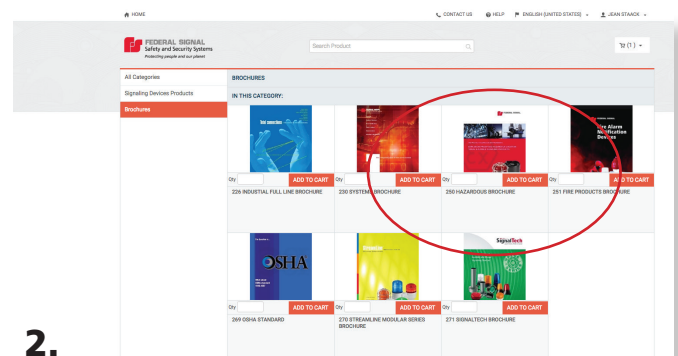 HOME
CONTACT US HELP ENGLISH (UNITED STATES) JEAN STAACK
FEDERAL SIGNAL
Safety and Security Systems
Protecting people and our planet
Search Product
(1)
All Categories
Signaling Devices Products
Brochures
BROCHURES
IN THIS CATEGORY:
FEDERAL SIGNAL
Fire Alarm
Notification
Devices
Qty ADD TO CART Qty ADD TO CART Qty ADD TO CART Qty ADD TO CART
226 INDUSTIAL FULL LINE BROCHURE 230 SYSTEMS BROCHURE 250 HAZARDOUS BROCHURE 251 FIRE PRODUCTS BROCHURE
OSHA
SignalTech
Qty ADD TO CART Qty ADD TO CART Qty ADD TO CART
269 OSHA STANDARD 270 STREAMLINE MODULAR SERIES BROCHURE 271 SIGNALTECH BROCHURE
2.